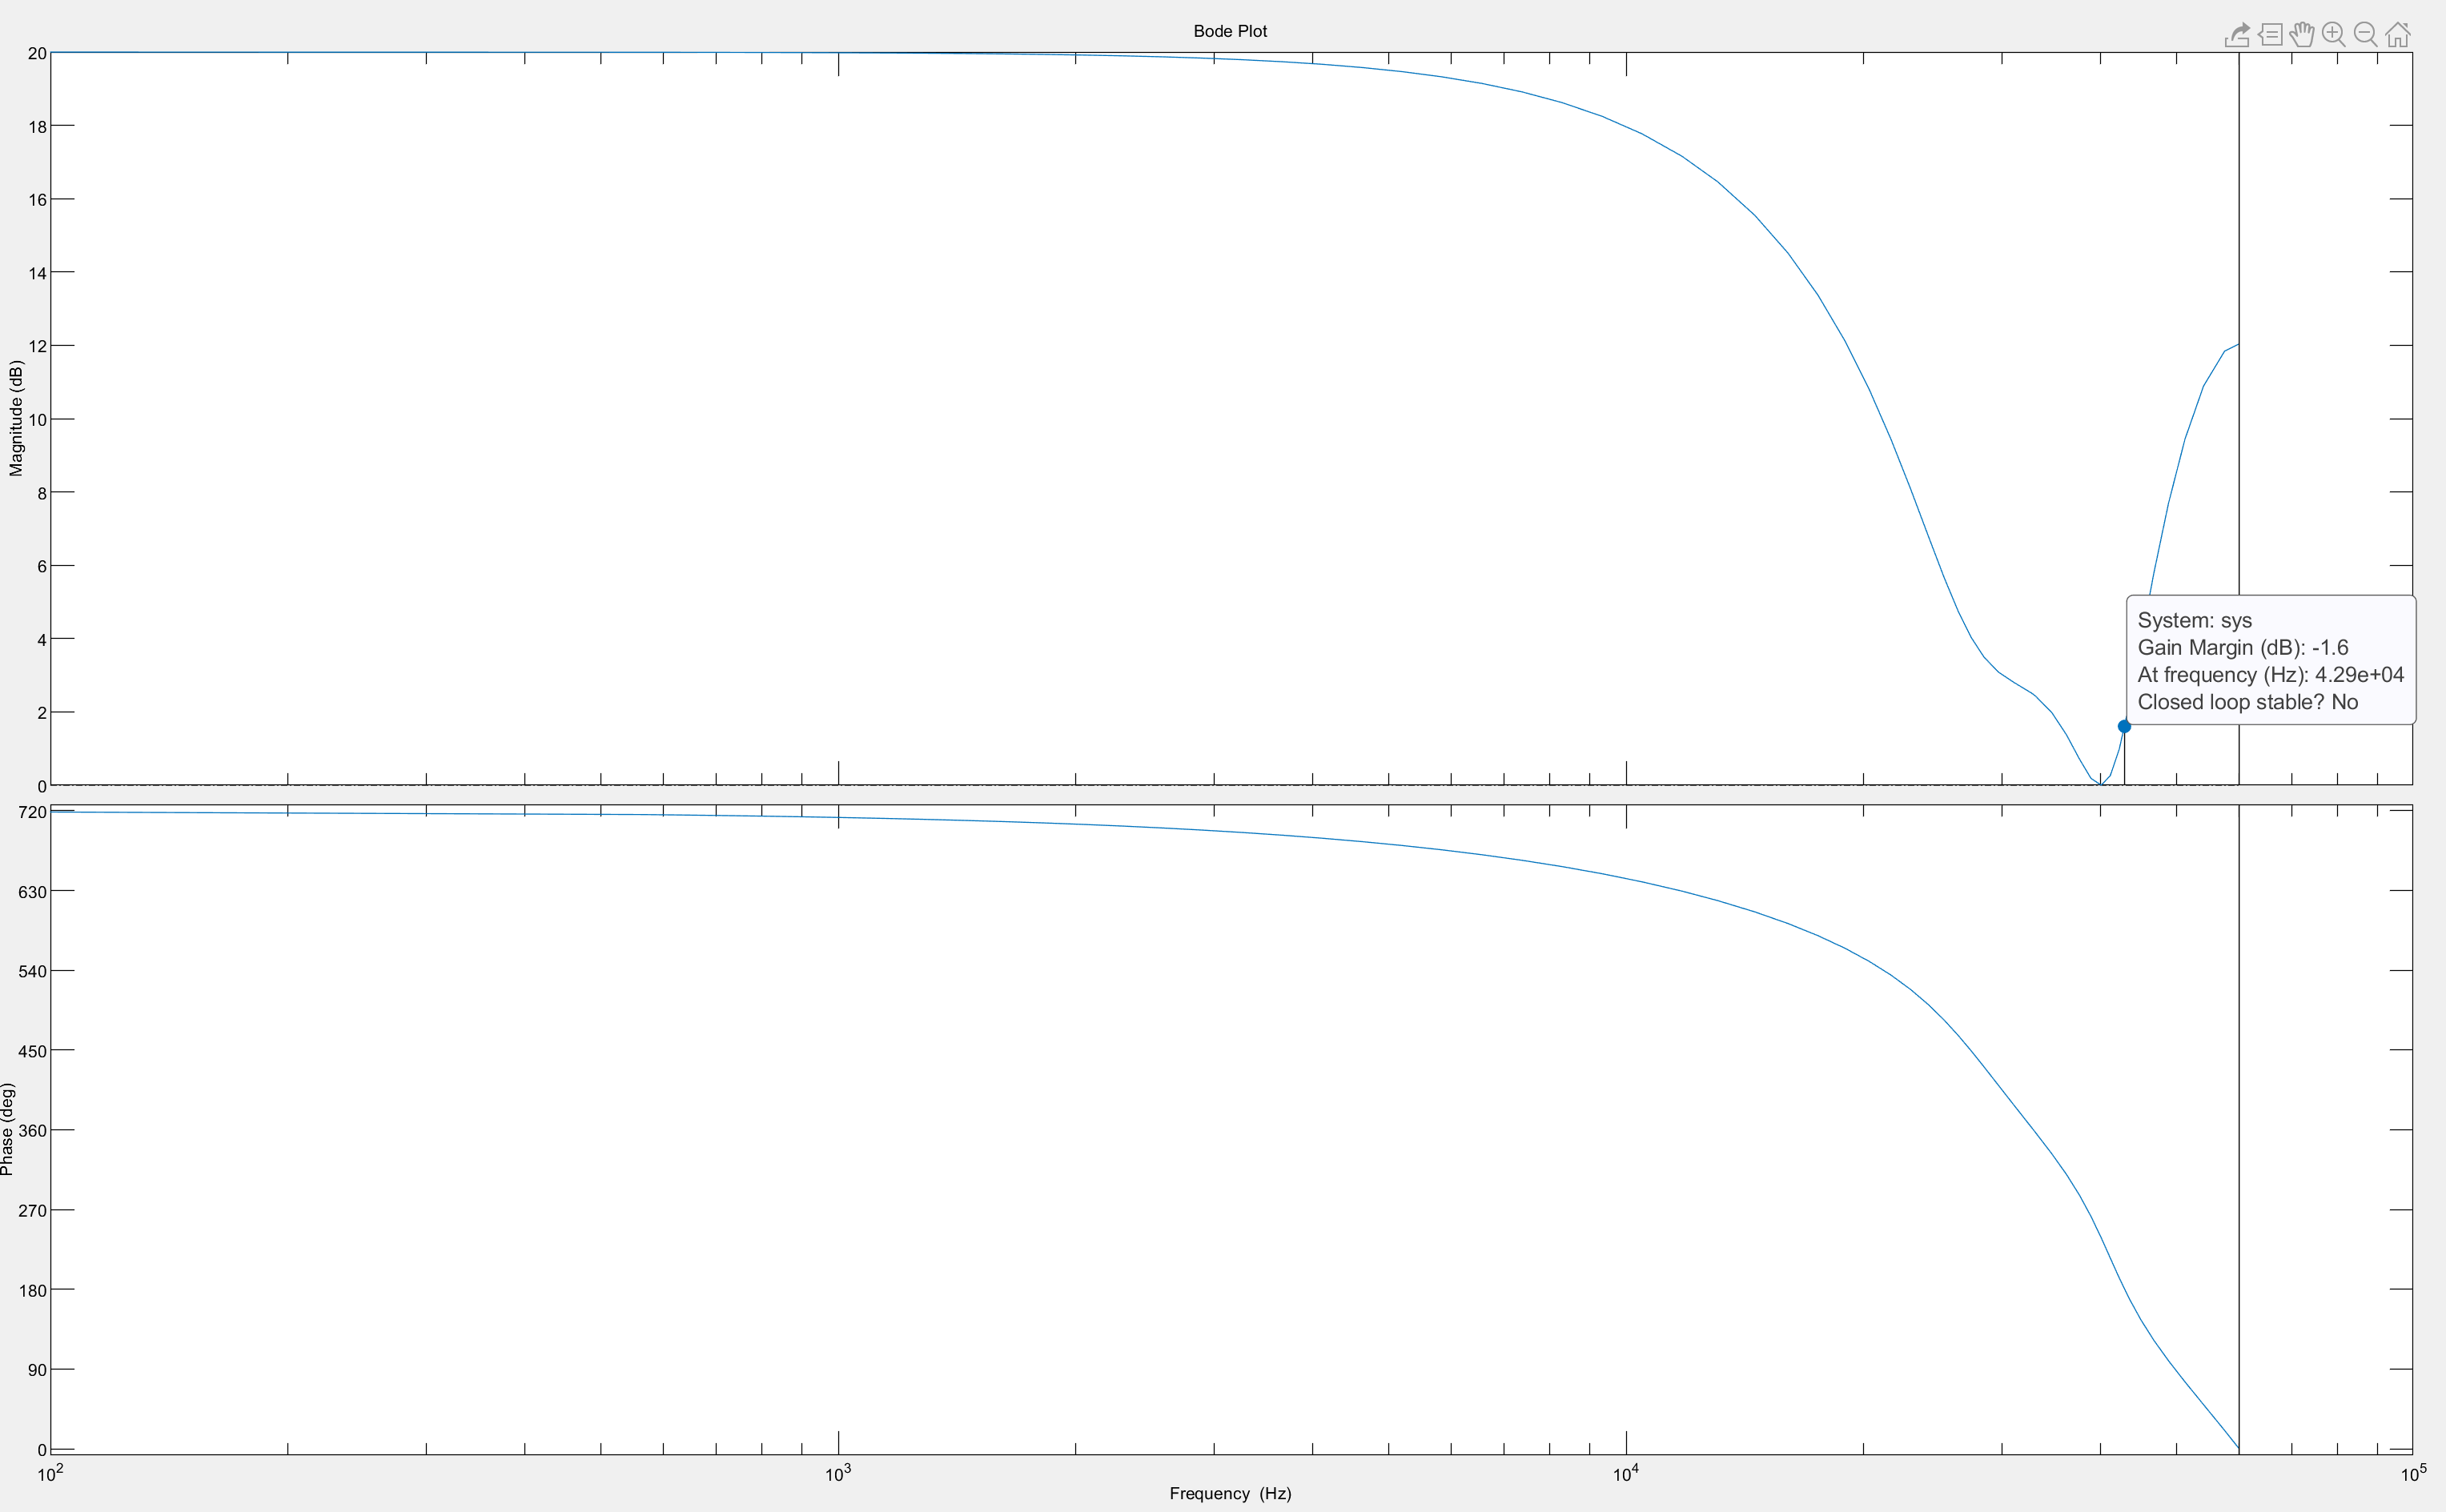 Bode Plot
20
18
16
14
12
10
8
6
4
2
0
Magnitude (dB)
System: sys
Gain Margin (dB): -1.6
At frequency (Hz): 4.29e+04
Closed loop stable? No
720
630
540
450
360
270
180
90
0
Phase (deg)
10^2 10^3 10^4 10^5
Frequency (Hz)